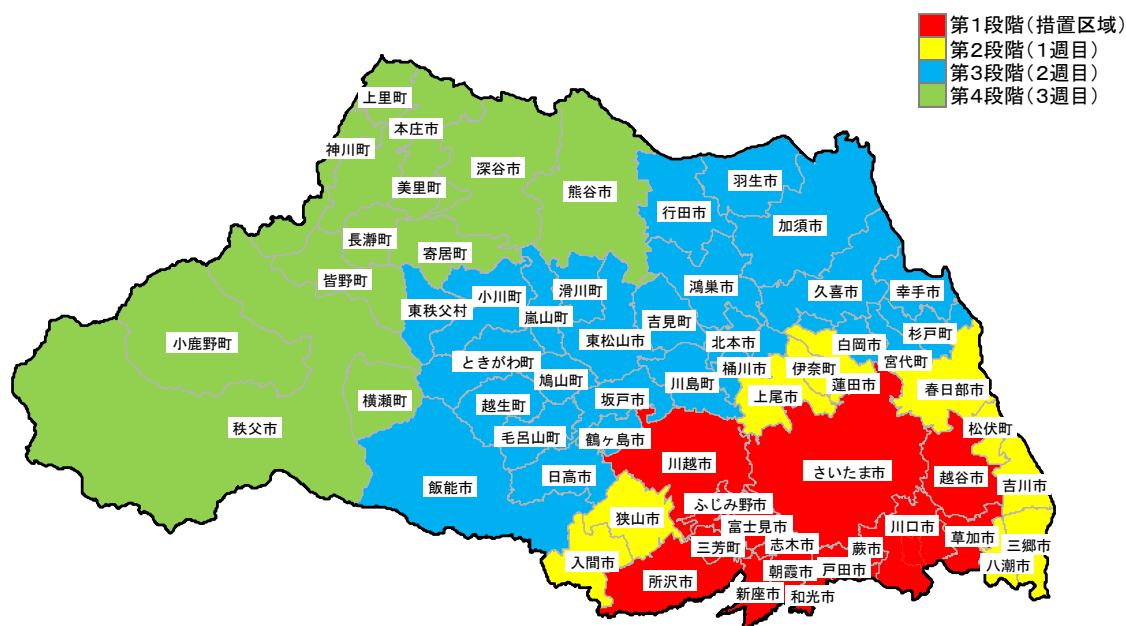 第１段階（措置区域）
第２段階（１週目）
第３段階（２週目）
第４段階（３週目）
上里町
本庄市
神川町
深谷市
美里町
熊谷市
羽生市
行田市
加須市
長瀞町
寄居町
皆野町
東秩父村
小川町
滑川町
鴻巣市
久喜市
幸手市
嵐山町
吉見町
東松山市
北本市
白岡市
杉戸町
小鹿野町
ときがわ町
宮代町
桶川市
伊奈町
鳩山町
川島町
蓮田市
春日部市
横瀬町
越生町
坂戸市
上尾市
秩父市
毛呂山町
鶴ヶ島市
松伏町
川越市
さいたま市
越谷市
日高市
飯能市
吉川市
ふじみ野市
狭山市
富士見市
川口市
草加市
三芳町
志木市
蕨市
三郷市
入間市
八潮市
所沢市
朝霞市
戸田市
新座市
和光市